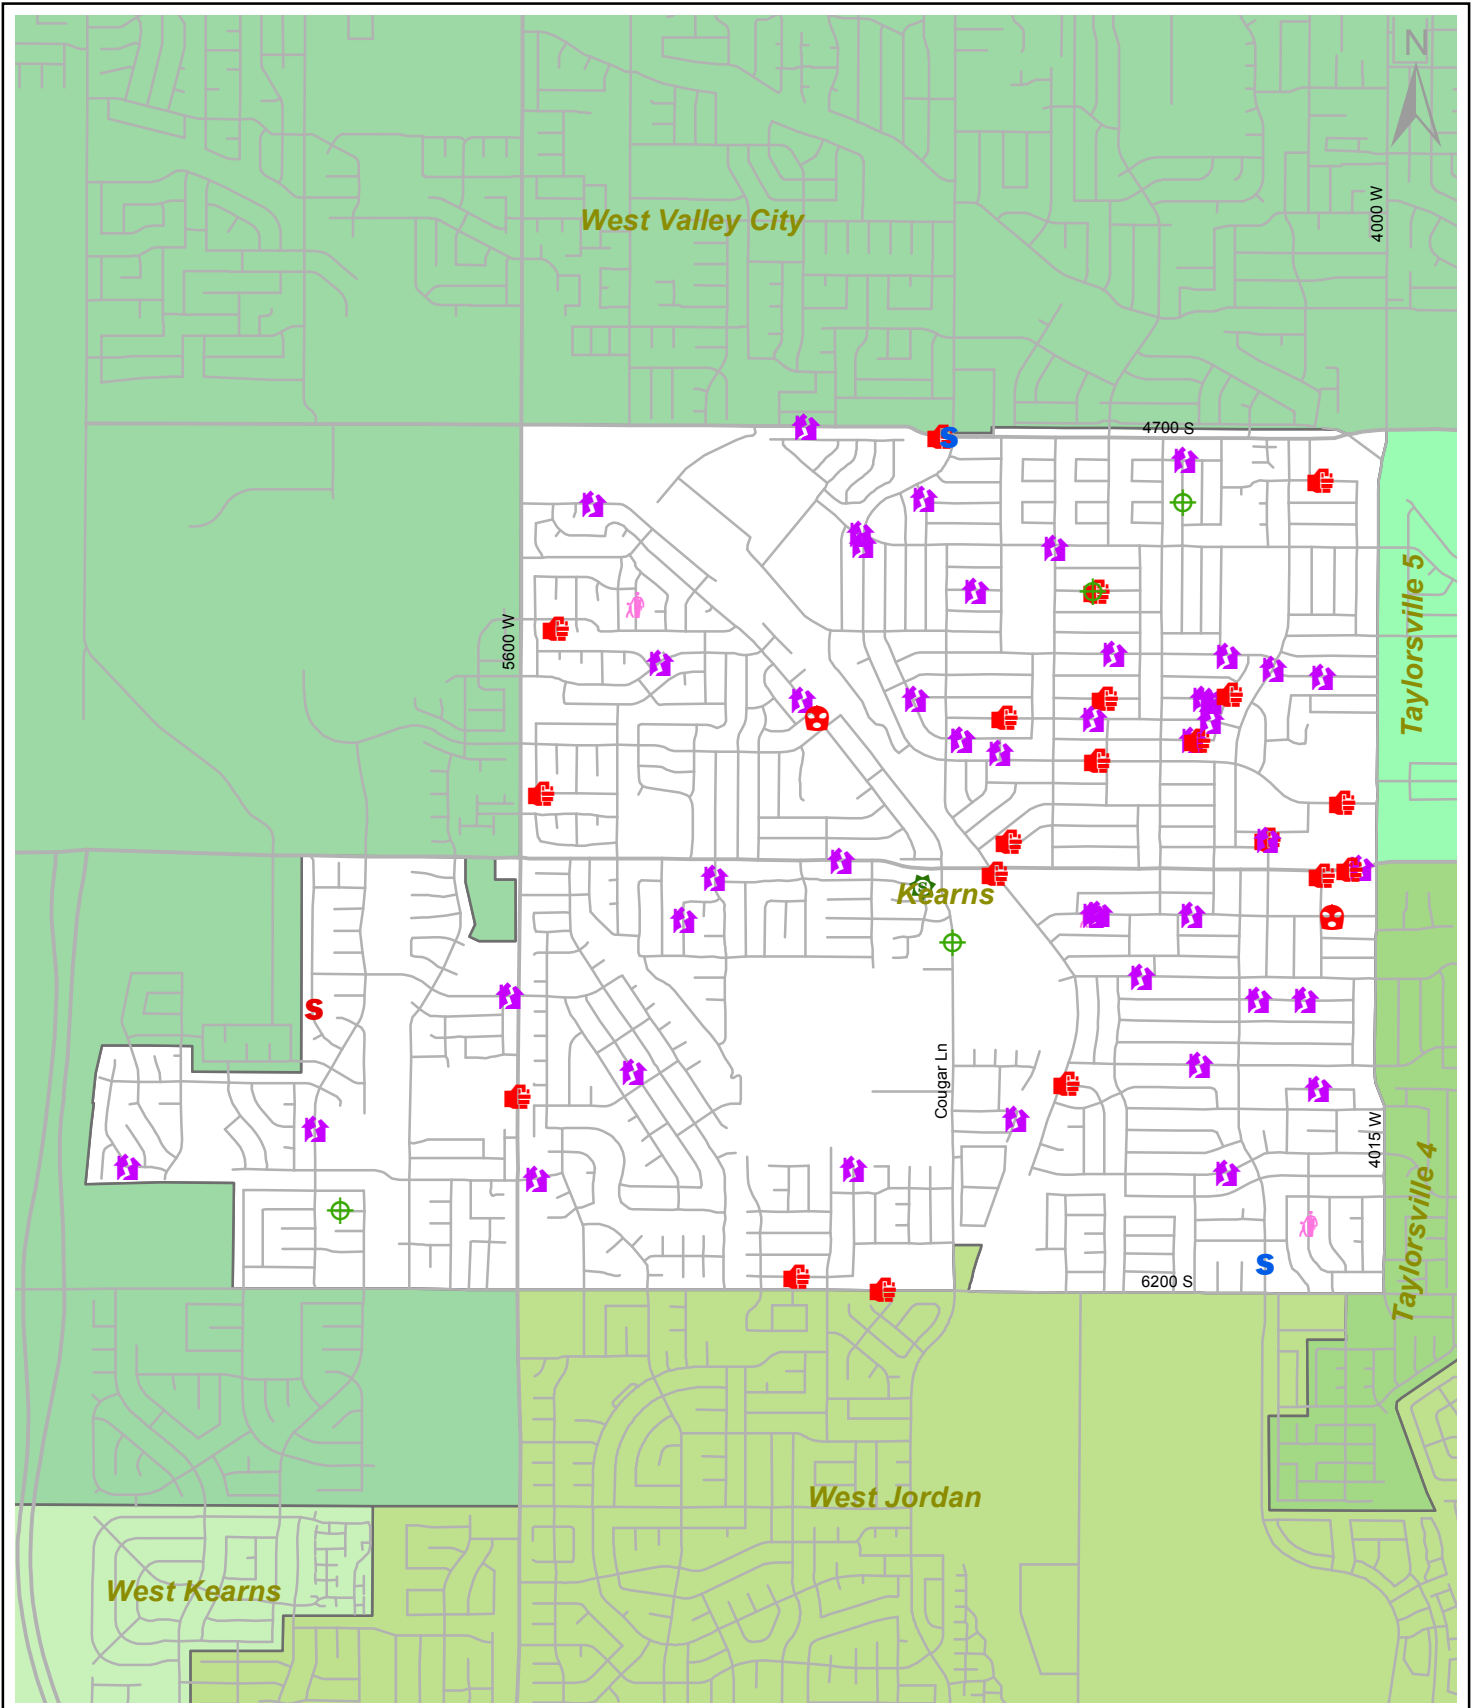 N
4000 W
West Valley City
4700 S
S
Taylorsville 5
5600 W
Kearns
S
Cougar Ln
4015 W
Taylorsville 4
S
6200 S
West Jordan
West Kearns